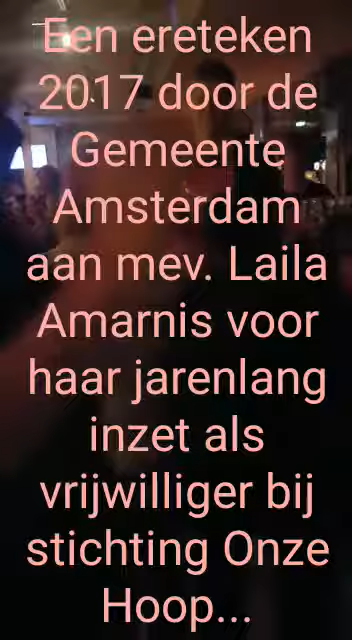 Een ereteken
2017 door de
Gemeente
Amsterdam
aan mev. Laila
Amarnis voor
haar jarenlang
inzet als
vrijwilliger bij
stichting Onze
Hoop...